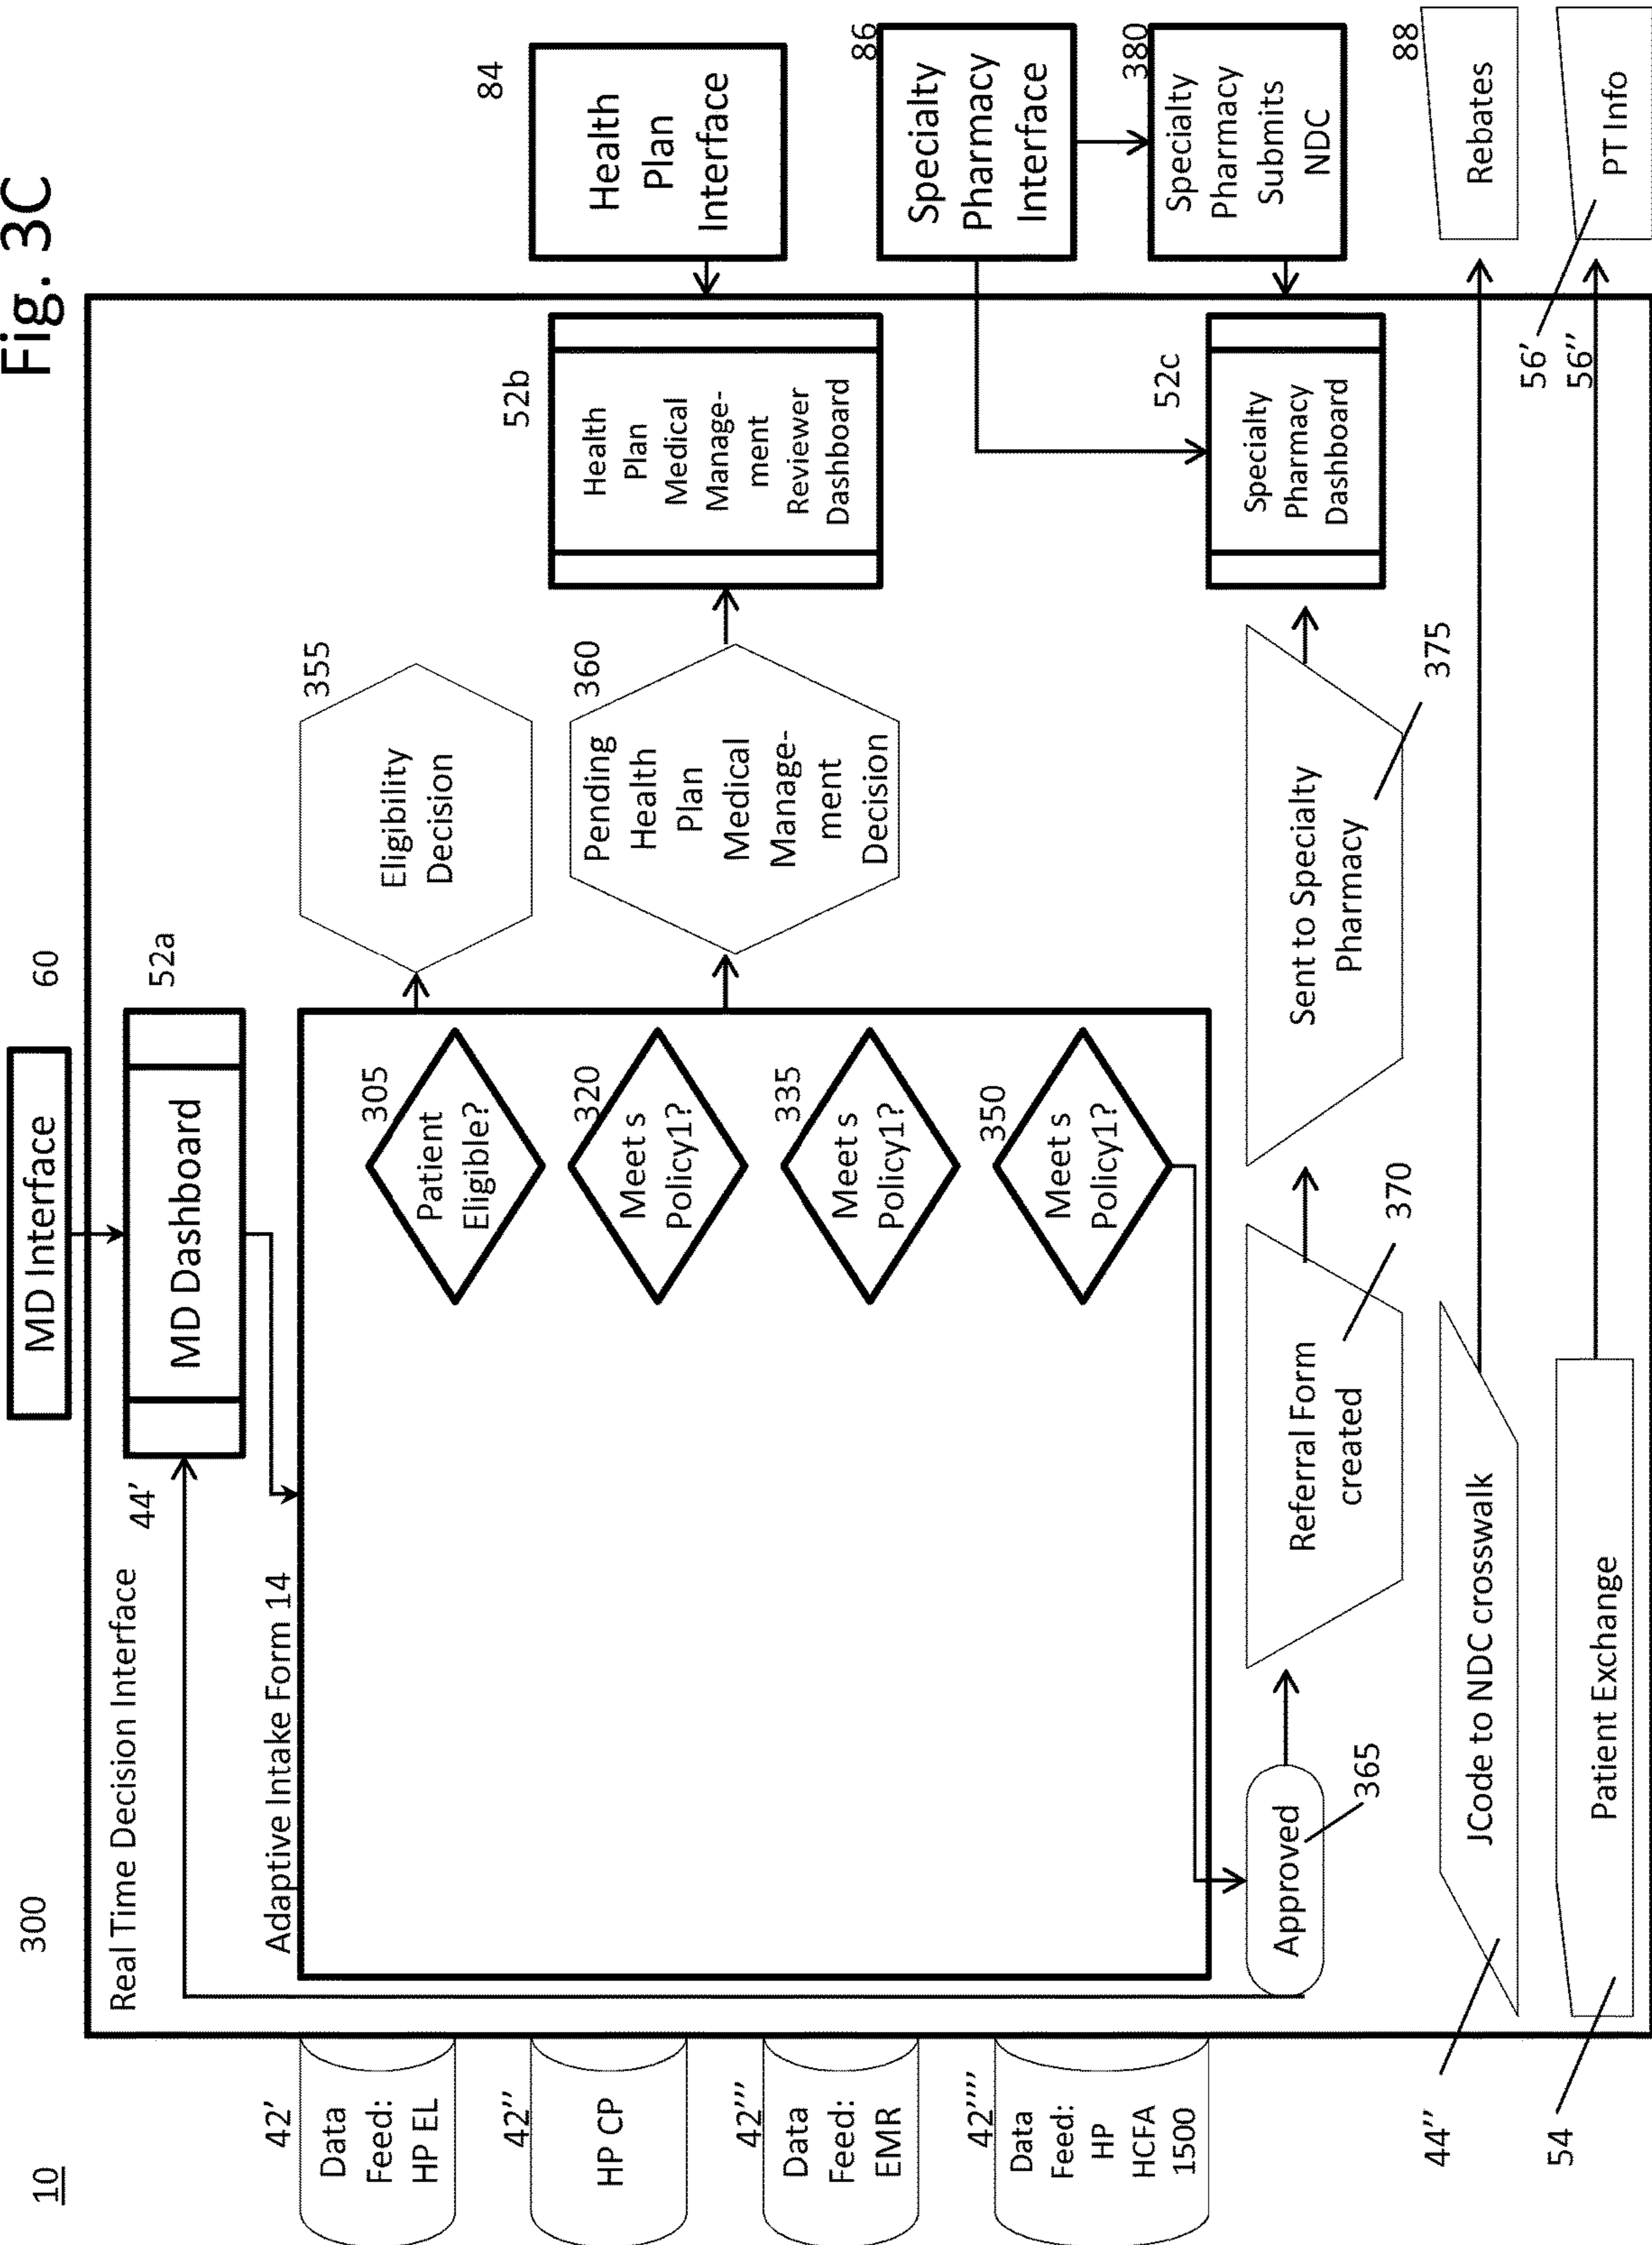 Fig. 3C
10
300
MD Interface
60
Real Time Decision Interface
44'
MD Dashboard
52a
Adaptive Intake Form 14
42'
Data
Feed:
HP EL
42''
HP CP
42'''
Data
Feed:
EMR
42''''
Data
Feed:
HP
HCFA
1500
305
Patient
Eligible?
320
Meet s
Policy1?
335
Meet s
Policy1?
350
Meet s
Policy1?
355
Eligibility
Decision
360
Pending
Health
Plan
Medical
Manage-
ment
Decision
52b
Health
Plan
Medical
Manage-
ment
Reviewer
Dashboard
84
Health
Plan
Interface
86
Specialty
Pharmacy
Interface
380
Specialty
Pharmacy
Submits
NDC
52c
Specialty
Pharmacy
Dashboard
Approved
365
Referral Form
created
370
Sent to Specialty
Pharmacy
375
44''
JCode to NDC crosswalk
88
Rebates
54
Patient Exchange
56'
56''
PT Info